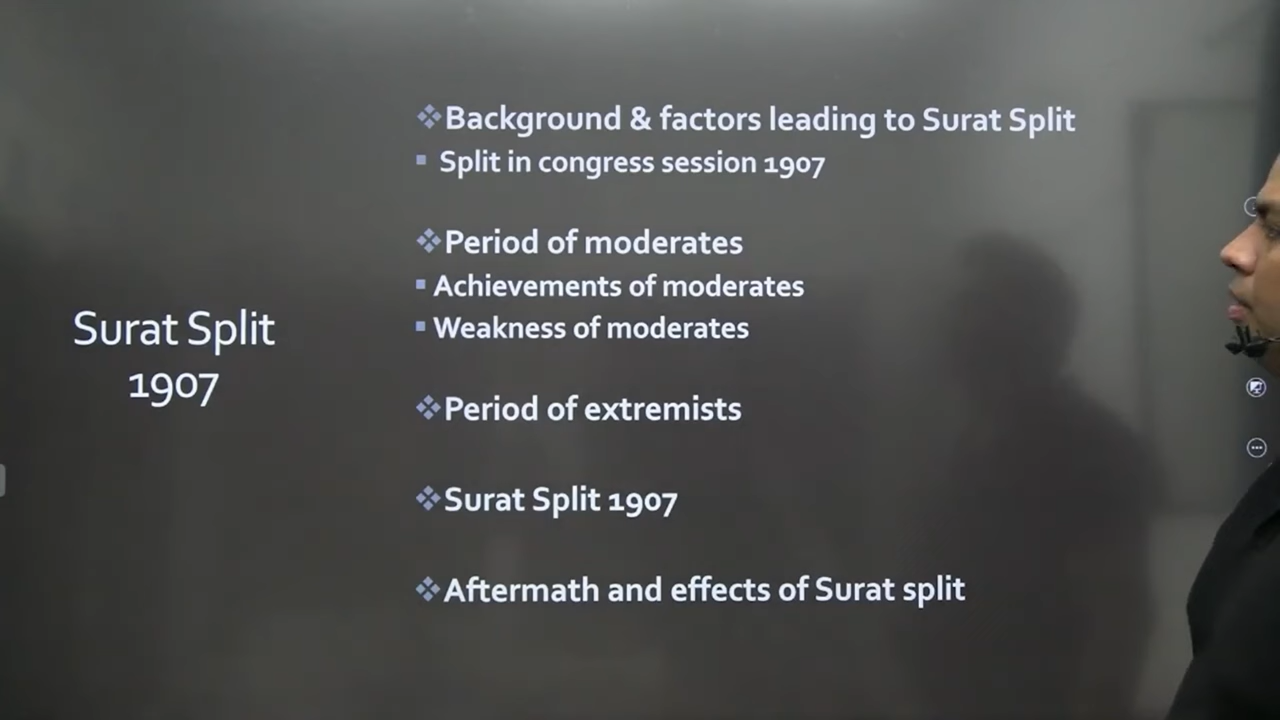 Surat Split
1907
Background & factors leading to Surat Split
Split in congress session 1907
Period of moderates
Achievements of moderates
Weakness of moderates
Period of extremists
Surat Split 1907
Aftermath and effects of Surat split